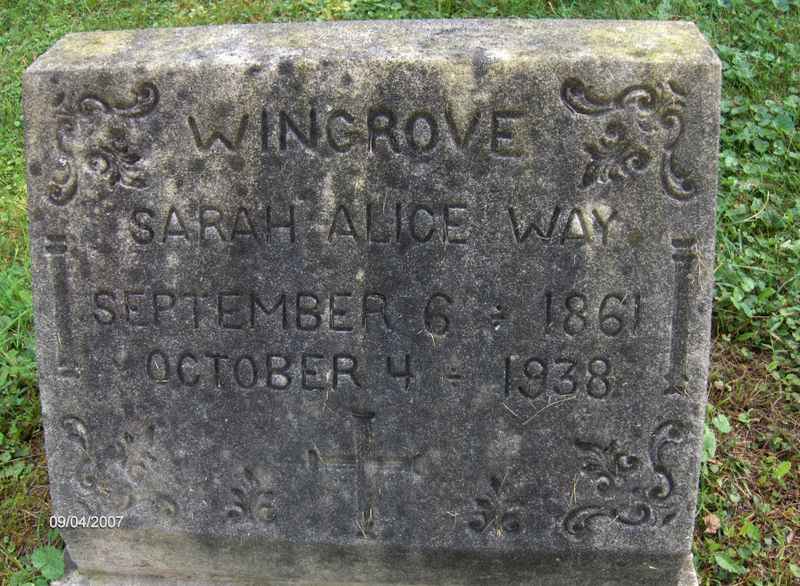 WINGROVE
SARAH ALICE WAY
SEPTEMBER 6 - 1861
OCTOBER 4 - 1938
09/04/2007